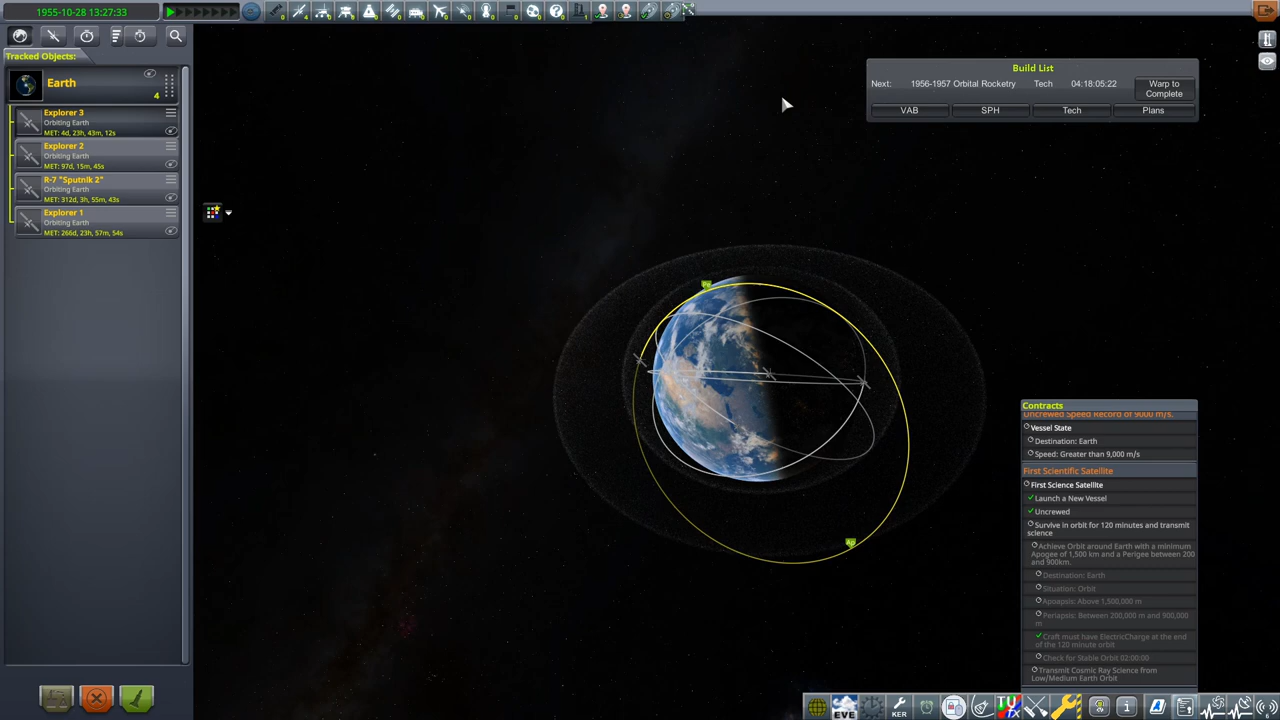 1955-10-28 13:27:33
Tracked Objects:
Earth
4
Explorer 3
Orbiting Earth
MET: 4d, 23h, 43m, 12s
Explorer 2
Orbiting Earth
MET: 97d, 15m, 45s
R-7 "Sputnik 2"
Orbiting Earth
MET: 312d, 3h, 55m, 43s
Explorer 1
Orbiting Earth
MET: 266d, 23h, 57m, 54s
Build List
Next: 1956-1957 Orbital Rocketry Tech 04:18:05:22 Warp to
Complete
VAB SPH Tech Plans
Pe
Ap
Contracts
Uncrewed Speed Record of 9000 m/s.
Vessel State
Destination: Earth
Speed: Greater than 9,000 m/s
First Scientific Satellite
First Science Satellite
Launch a New Vessel
Uncrewed
Survive in orbit for 120 minutes and transmit
science
Achieve Orbit around Earth with a minimum
Apogee of 1,500 km and a Perigee between 200
and 900km.
Destination: Earth
Situation: Orbit
Apoapsis: Above 1,500,000 m
Periapsis: Between 200,000 m and 900,000
m
Craft must have ElectricCharge at the end
of the 120 minute orbit
Check for Stable Orbit 02:00:00
Transmit Cosmic Ray Science from
Low/Medium Earth Orbit
EVE
KER